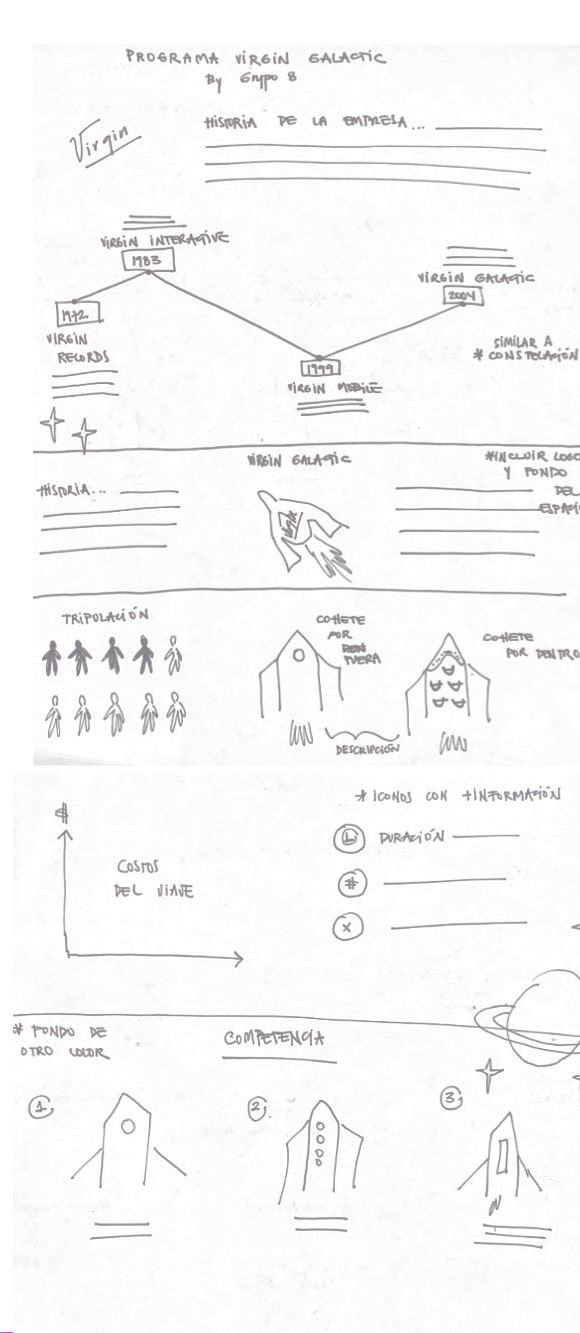 PROGRAMA VIRGIN GALACTIC
By Grupo 8
Virgin
HISTORIA DE LA EMPRESA...
VIRGIN INTERACTIVE
1983
VIRGIN GALACTIC
2004
1972
VIRGIN
RECORDS
SIMILAR A
* CONSTELACIÓN
1999
VIRGIN MOBILE
VIRGIN GALACTIC
*INCLUIR LOGO
Y FONDO
DEL
ESPACI
HISTORIA...
TRIPULACIÓN
COHETE
POR
FUERA
COHETE
POR DENTRO
DESCRIPCIÓN
* ICONOS CON +INFORMACIÓN
$
DURACIÓN
COSTOS
DEL VIAJE
#
X
* FONDO DE
OTRO COLOR
COMPETENCIA
1
2
3